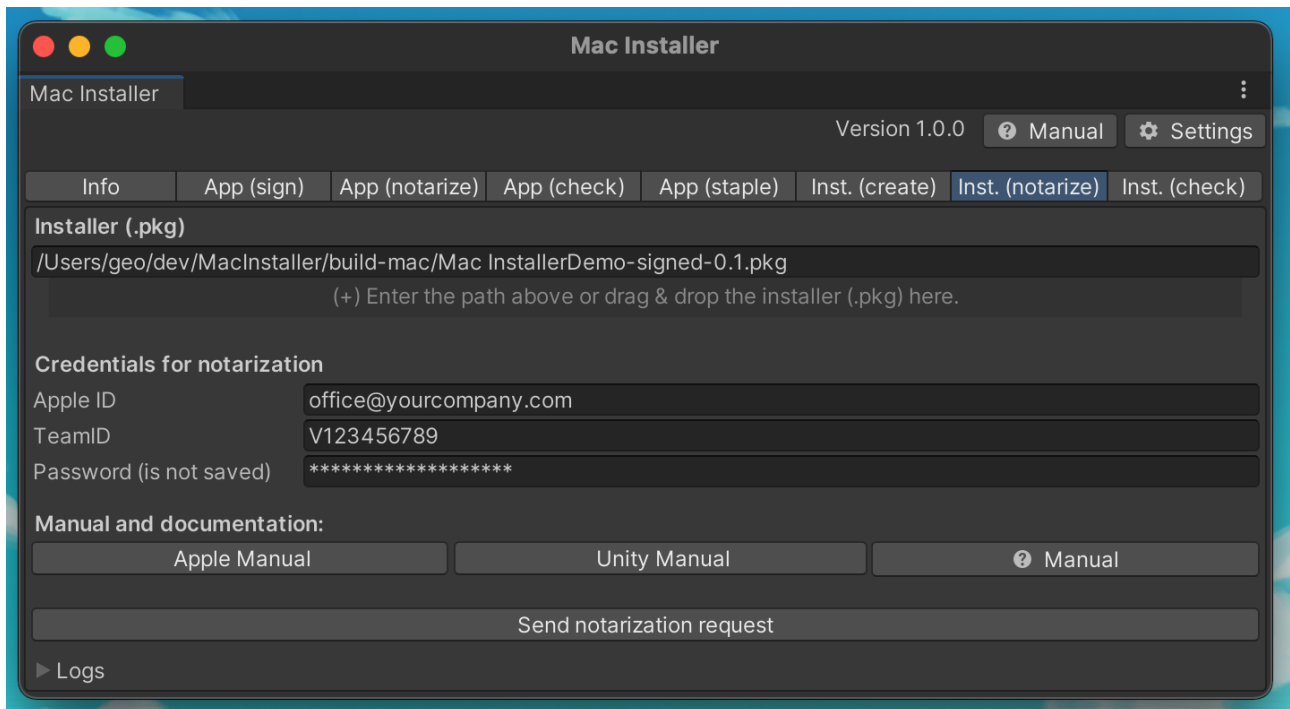 Mac Installer
Mac Installer
Version 1.0.0 Manual Settings
Info App (sign) App (notarize) App (check) App (staple) Inst. (create) Inst. (notarize) Inst. (check)
Installer (.pkg)
/Users/geo/dev/MacInstaller/build-mac/Mac InstallerDemo-signed-0.1.pkg
(+) Enter the path above or drag & drop the installer (.pkg) here.
Credentials for notarization
Apple ID office@yourcompany.com
TeamID V123456789
Password (is not saved) *******************
Manual and documentation:
Apple Manual Unity Manual Manual
Send notarization request
Logs